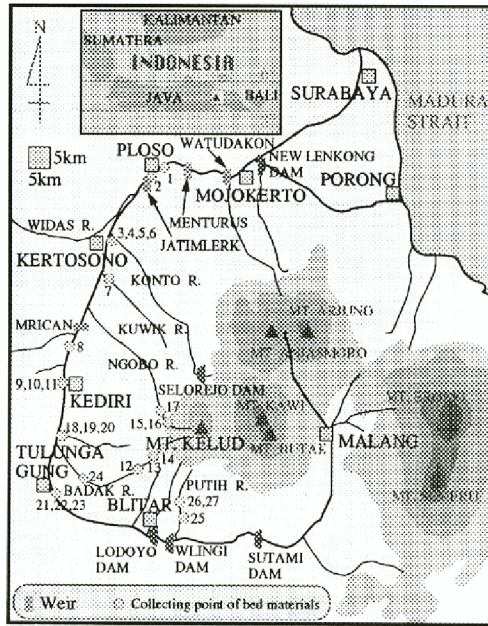 KALIMANTAN
SUMATERA
INDONESIA
JAVA
BALI
N
SURABAYA
MADURA
STRAIT
5km
5km
PLOSO
WATUDAKON
NEW LENKONG
DAM
1
2
MOJOKERTO
PORONG
MENTURUS
JATIMLERK
WIDAS R.
3,4,5,6
KERTOSONO
KONTO R.
7
MT. ARJUNO
MRICAN
KUWIK R.
MT. ANJASMORO
8
NGOBO R.
SELOREJO DAM
9,10,11
KEDIRI
17
MT. KAWI
15,16
18,19,20
MT. KELUD
MT. BUTAK
MALANG
TULUNGA
GUNG
14
12
13
24
BADAK R.
PUTIH R.
21,22,23
BLITAR
26,27
25
LODOYO
DAM
WLINGI
DAM
SUTAMI
DAM
Weir
Collecting point of bed materials